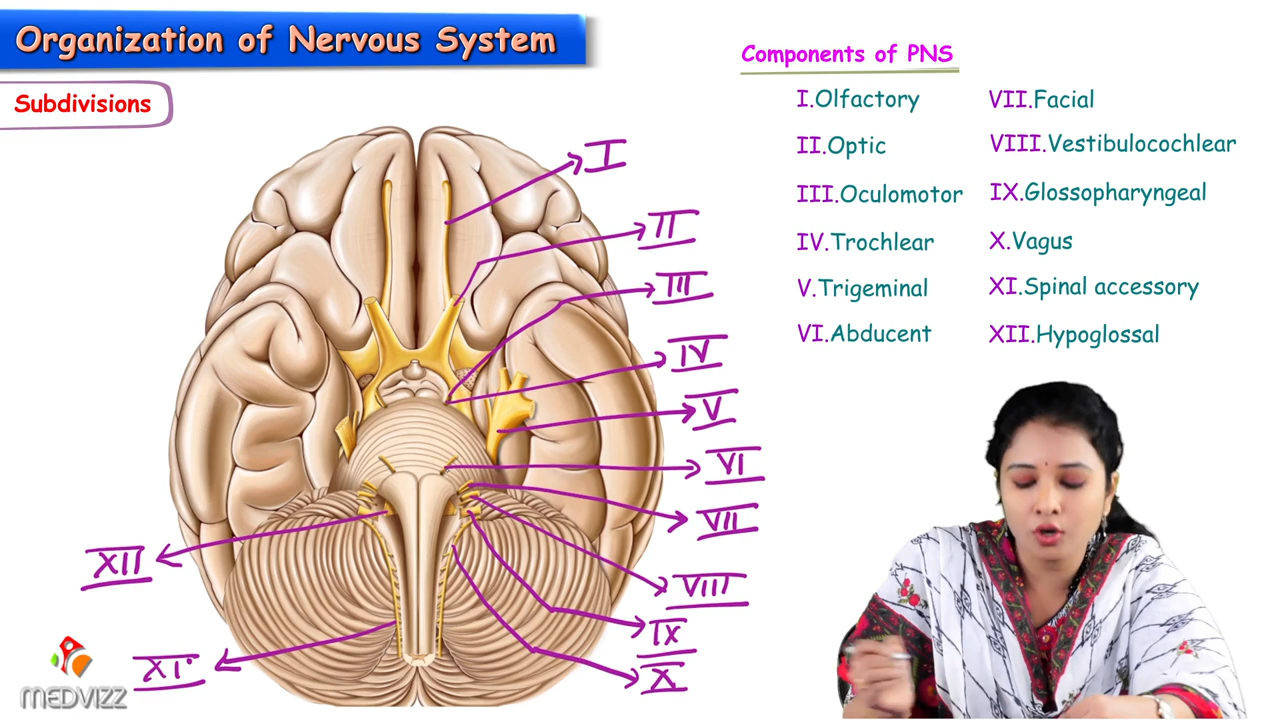 Organization of Nervous System
Subdivisions
Components of PNS
I.Olfactory
II.Optic
III.Oculomotor
IV.Trochlear
V.Trigeminal
VI.Abducent
VII.Facial
VIII.Vestibulocochlear
IX.Glossopharyngeal
X.Vagus
XI.Spinal accessory
XII.Hypoglossal
I
II
III
IV
V
VI
VII
VIII
IX
X
XII
XI
MEDVIZZ